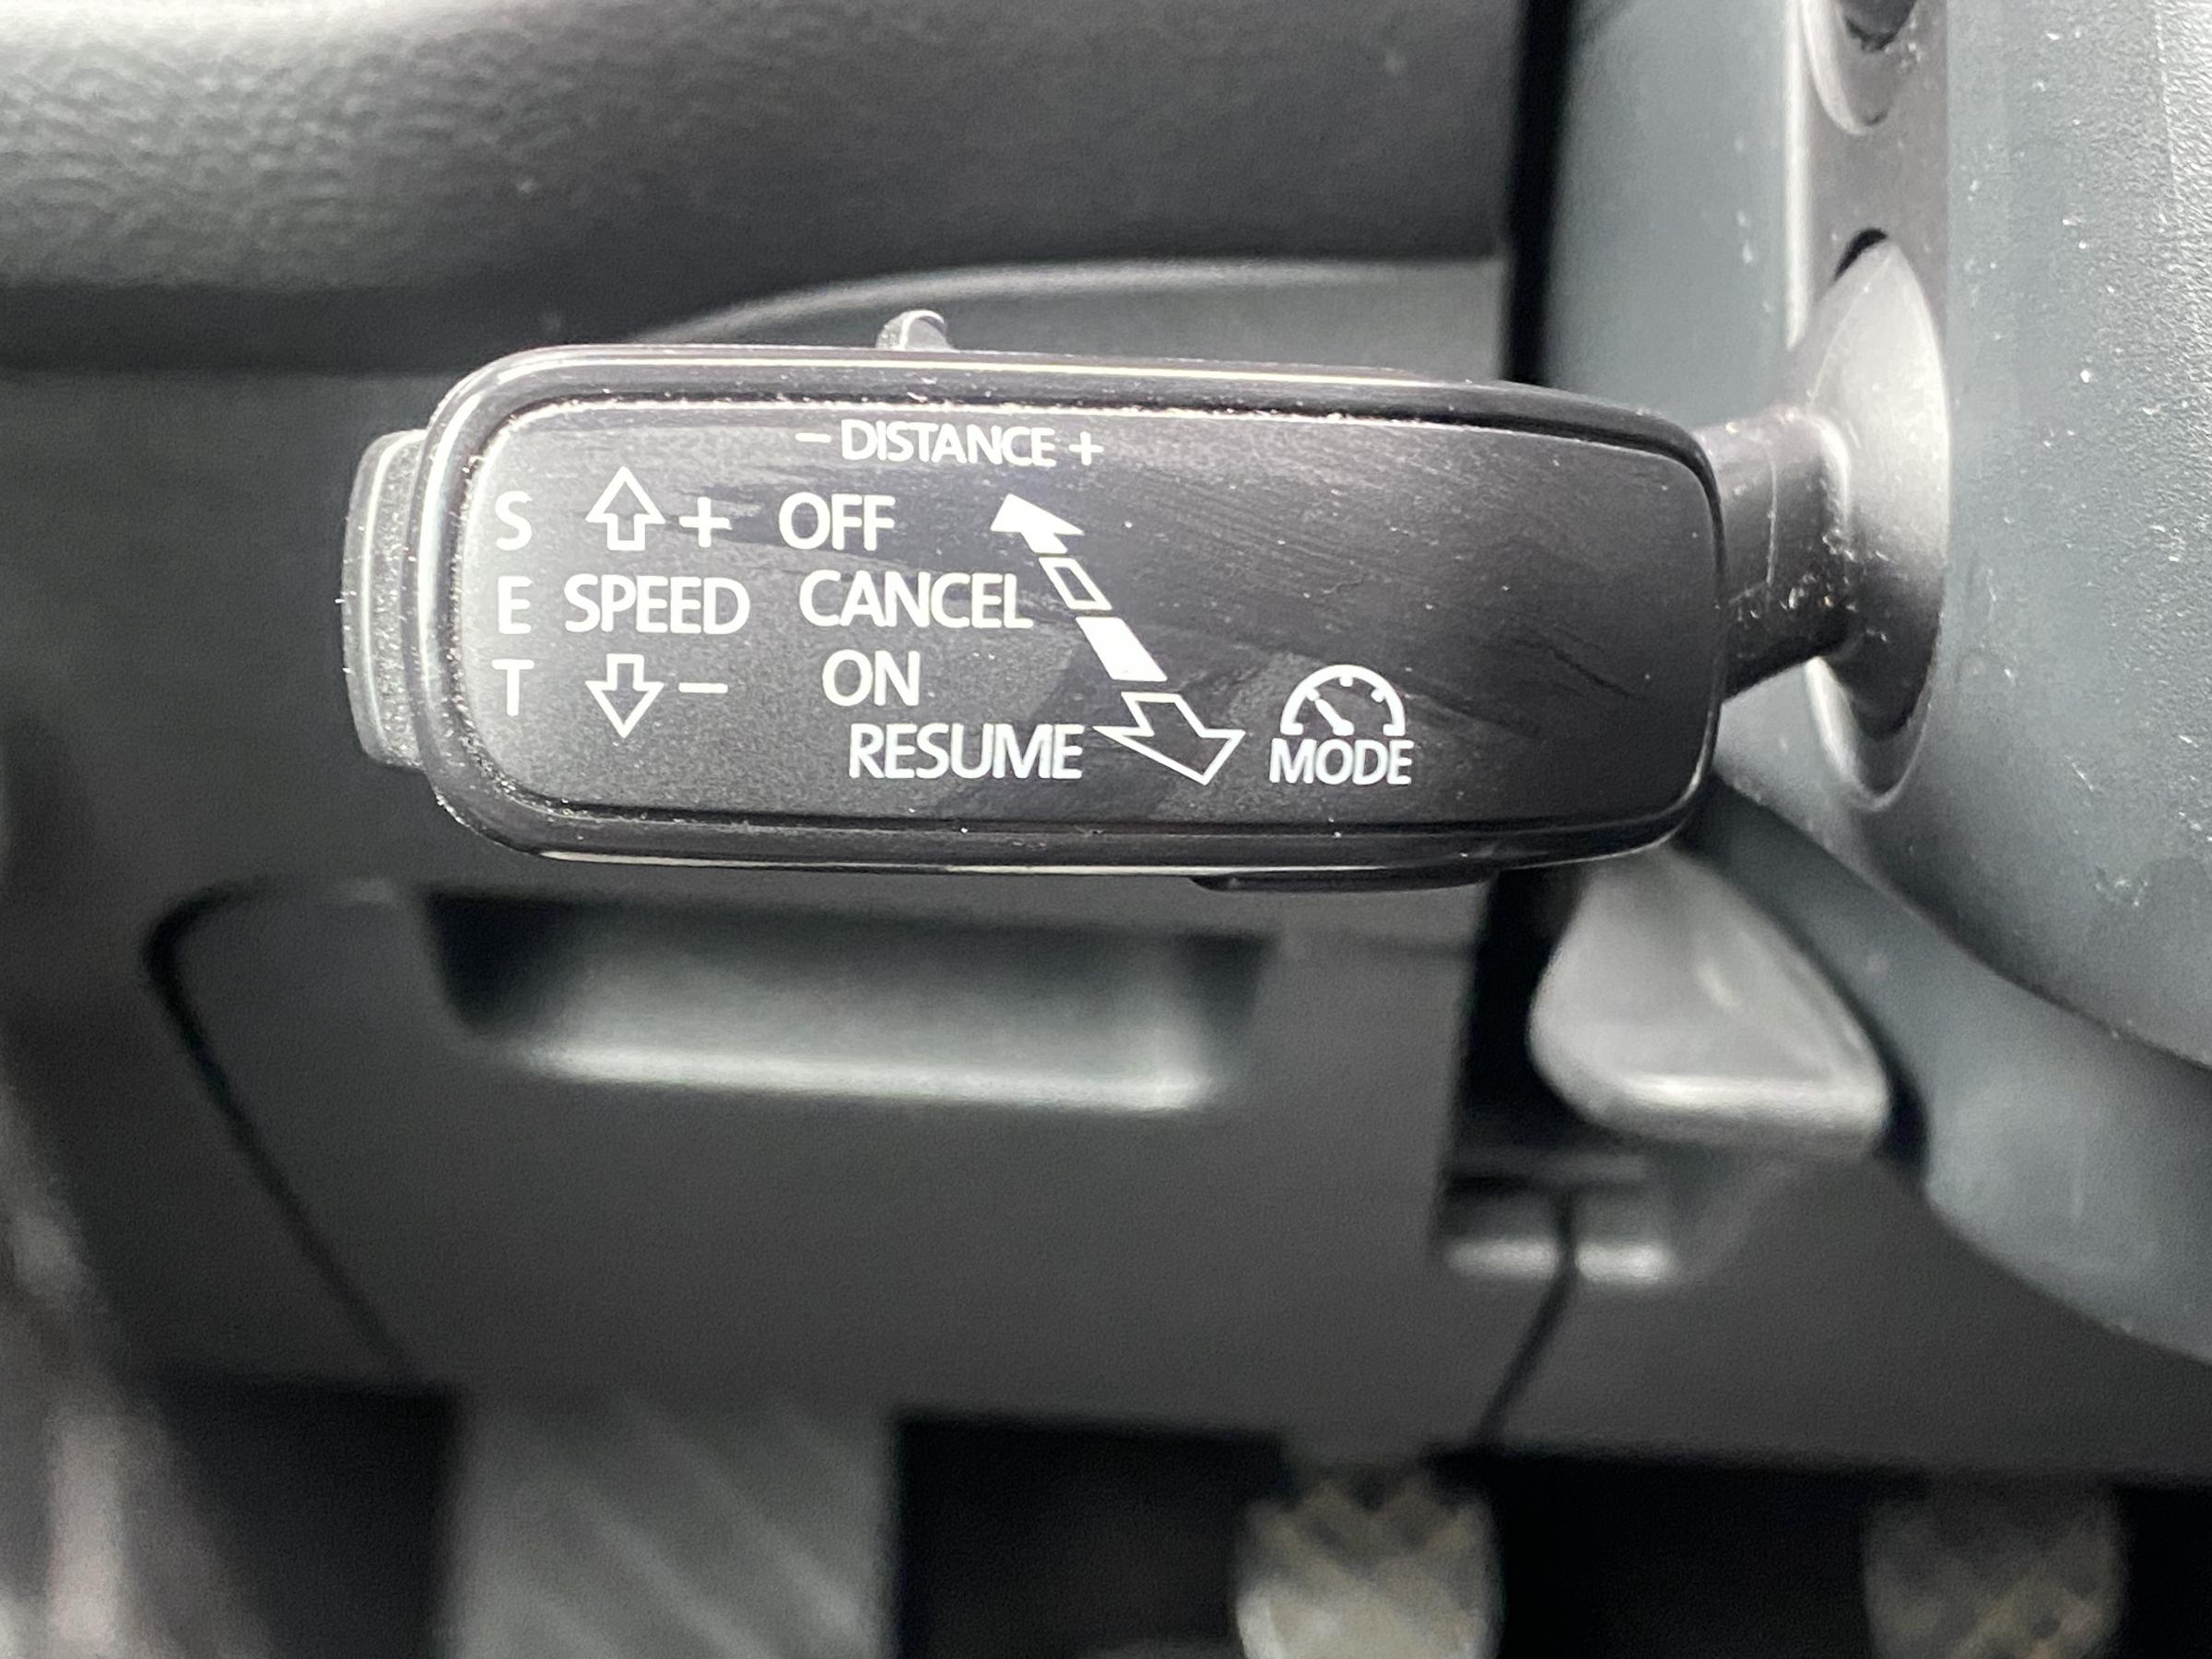 − DISTANCE +
S + OFF
E SPEED CANCEL
T − ON
RESUME MODE